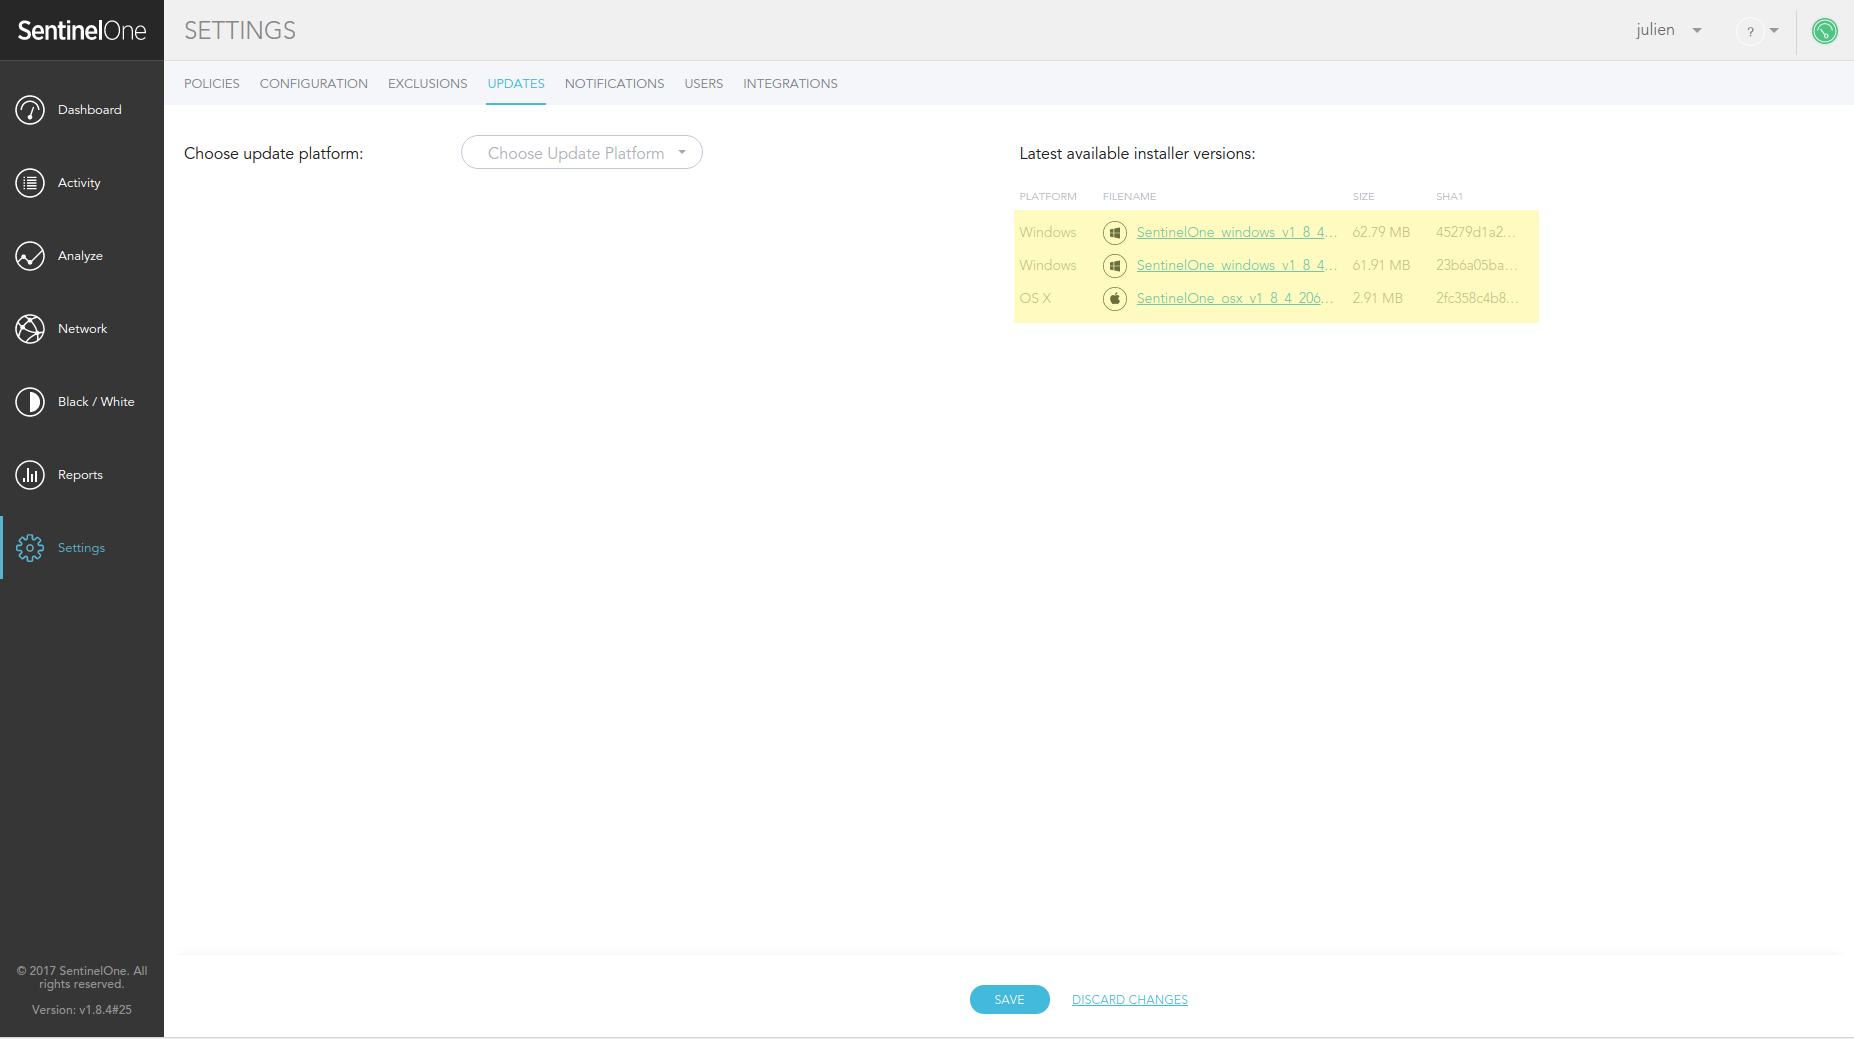 SentinelOne
SETTINGS
julien
?
POLICIES CONFIGURATION EXCLUSIONS UPDATES NOTIFICATIONS USERS INTEGRATIONS
Dashboard
Activity
Analyze
Network
Black / White
Reports
Settings
Choose update platform:
Choose Update Platform
Latest available installer versions:
PLATFORM FILENAME SIZE SHA1
Windows SentinelOne_windows_v1_8_4... 62.79 MB 45279d1a2...
Windows SentinelOne_windows_v1_8_4... 61.91 MB 23b6a05ba...
OS X SentinelOne_osx_v1_8_4_206... 2.91 MB 2fc358c4b8...
SAVE DISCARD CHANGES
© 2017 SentinelOne. All
rights reserved.
Version: v1.8.4#25